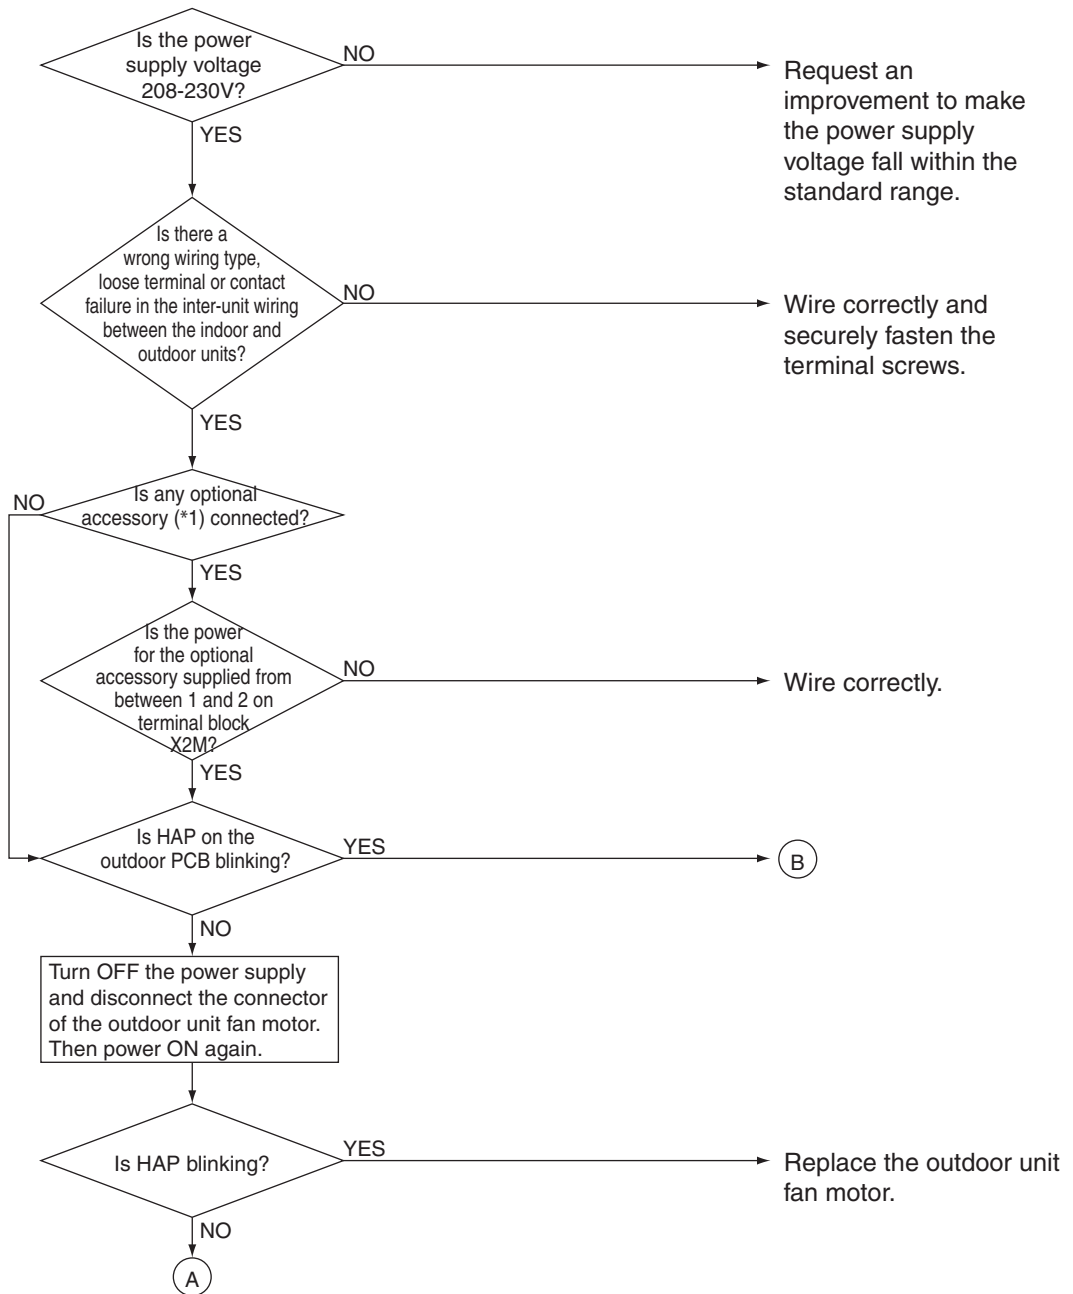 Is the power
supply voltage
208-230V?
NO
Request an
improvement to make
the power supply
voltage fall within the
standard range.
YES
Is there a
wrong wiring type,
loose terminal or contact
failure in the inter-unit wiring
between the indoor and
outdoor units?
NO
Wire correctly and
securely fasten the
terminal screws.
YES
Is any optional
accessory (*1) connected?
NO
YES
Is the power
for the optional
accessory supplied from
between 1 and 2 on
terminal block
X2M?
NO
Wire correctly.
YES
Is HAP on the
outdoor PCB blinking?
YES
B
NO
Turn OFF the power supply
and disconnect the connector
of the outdoor unit fan motor.
Then power ON again.
Is HAP blinking?
YES
Replace the outdoor unit
fan motor.
NO
A